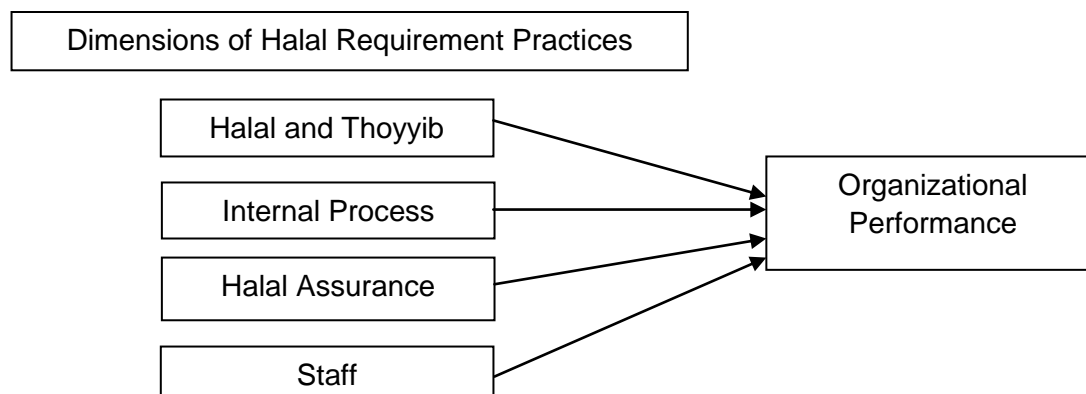 Dimensions of Halal Requirement Practices
Halal and Thoyyib
Internal Process
Halal Assurance
Staff
Organizational
Performance